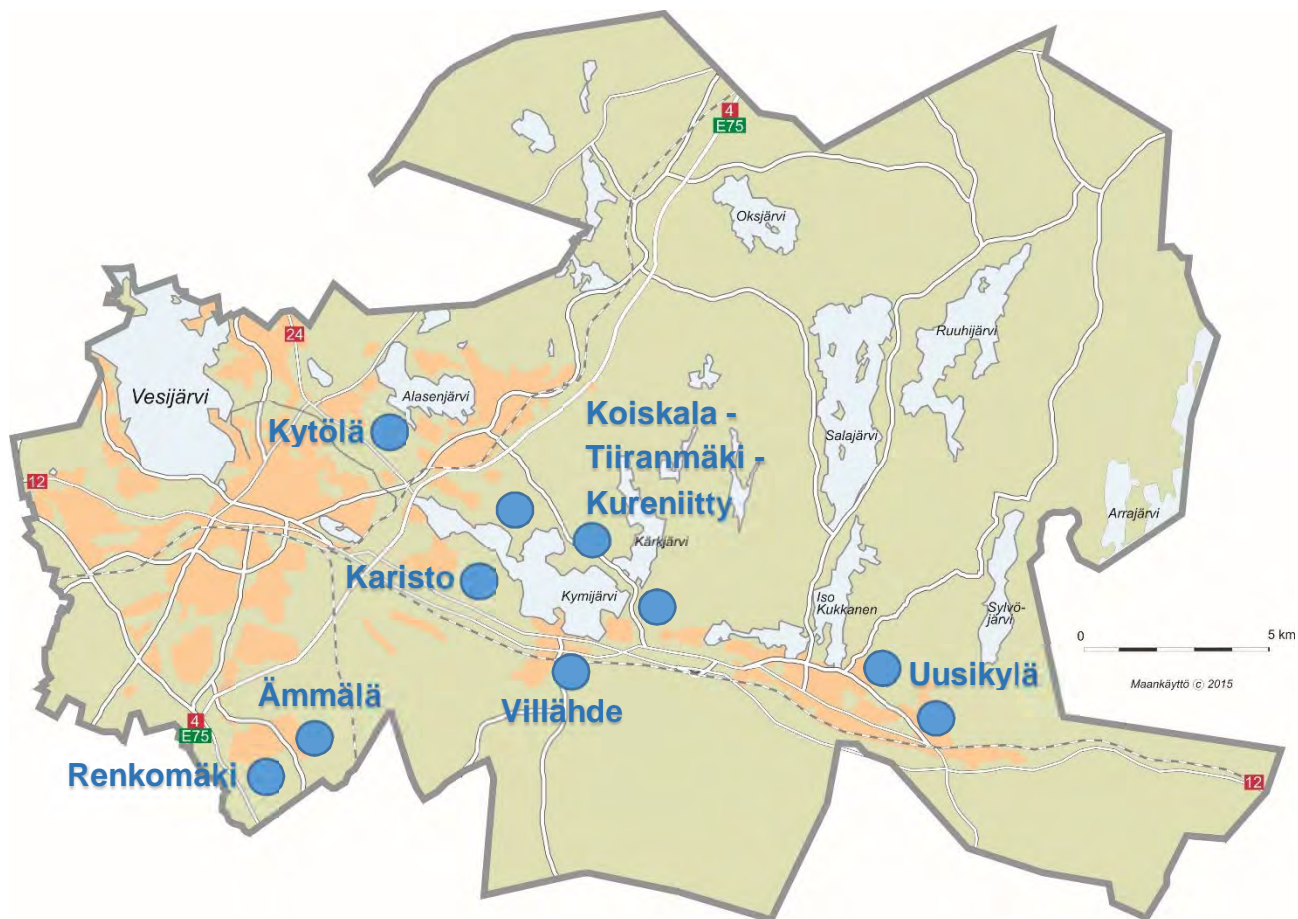 4
E75
Oksjärvi
24
Ruuhijärvi
Vesijärvi
Alasenjärvi
Kytölä
Koiskala -
Tiiranmäki -
Kureniitty
Salajärvi
12
Arrajärvi
Kärkjärvi
Karisto
Kymijärvi
Iso
Kukkanen
Sylvö-
järvi
0
5 km
Maankäyttö © 2015
Uusikylä
Ämmälä
Villähde
4
E75
Renkomäki
12